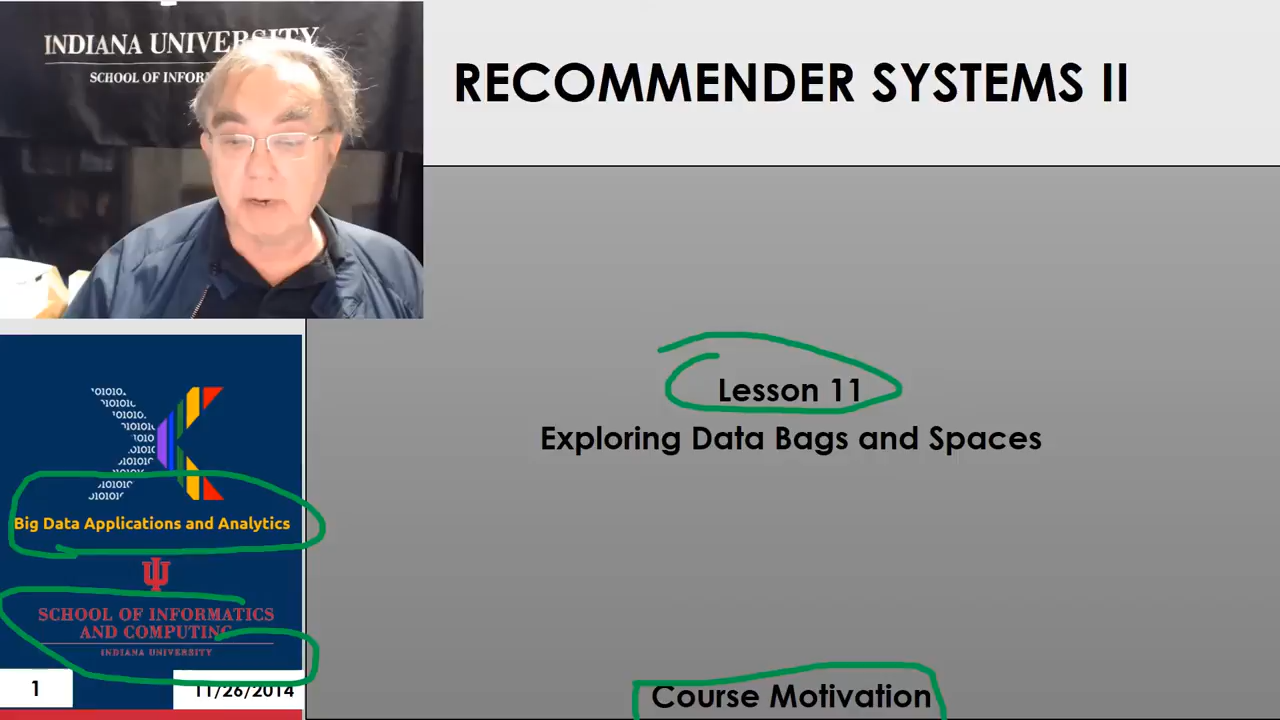 INDIANA UNIVERSITY
SCHOOL OF INFOR
RECOMMENDER SYSTEMS II
Lesson 11
Exploring Data Bags and Spaces
Big Data Applications and Analytics
SCHOOL OF INFORMATICS
AND COMPUTING
INDIANA UNIVERSITY
1
11/26/2014
Course Motivation